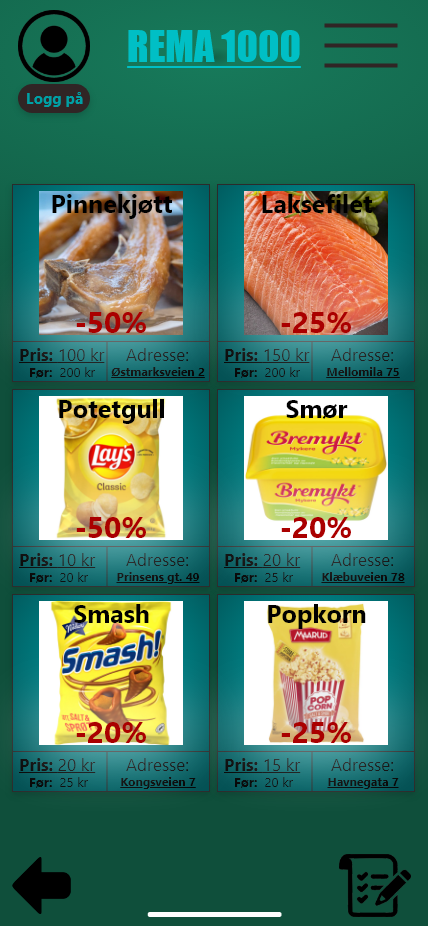 REMA 1000
Logg på
Pinnekjøtt
-50%
Pris: 100 kr
Adresse:
Før: 200 kr
Østmarksveien 2
Laksefilet
-25%
Pris: 150 kr
Adresse:
Før: 200 kr
Mellomila 75
Potetgull
Lay's
Classic
-50%
Pris: 10 kr
Adresse:
Før: 20 kr
Prinsens gt. 49
Smør
Bremykt
Mykere
Bremykt
Mykere
-20%
Pris: 20 kr
Adresse:
Før: 25 kr
Klæbuveien 78
Smash
Smash!
-20%
Pris: 20 kr
Adresse:
Før: 25 kr
Kongsveien 7
Popkorn
MAARUD
POP
CORN
-25%
Pris: 15 kr
Adresse:
Før: 20 kr
Havnegata 7